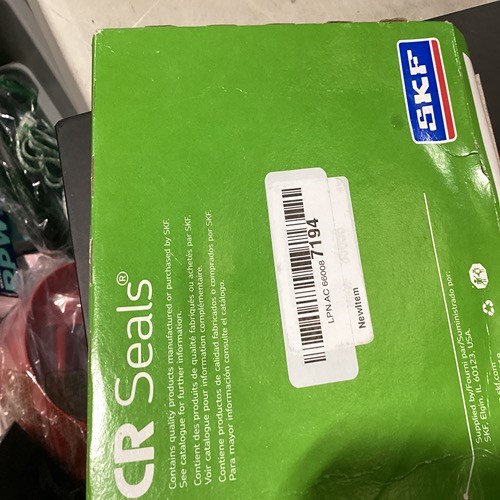 SKF
CR Seals®
Contains quality products manufactured or purchased by SKF.
See catalogue for further information.
Contient des produits de qualité fabriqués ou achetés par SKF.
Voir catalogue pour information complémentaire.
Contiene productos de calidad fabricados o comprados por SKF.
Para mayor información consulte el catálogo.
LPN AC 66008 7194
NewItem
Supplied by/Fourni par/Suministrado por:
SKF, Elgin, IL 60123, USA